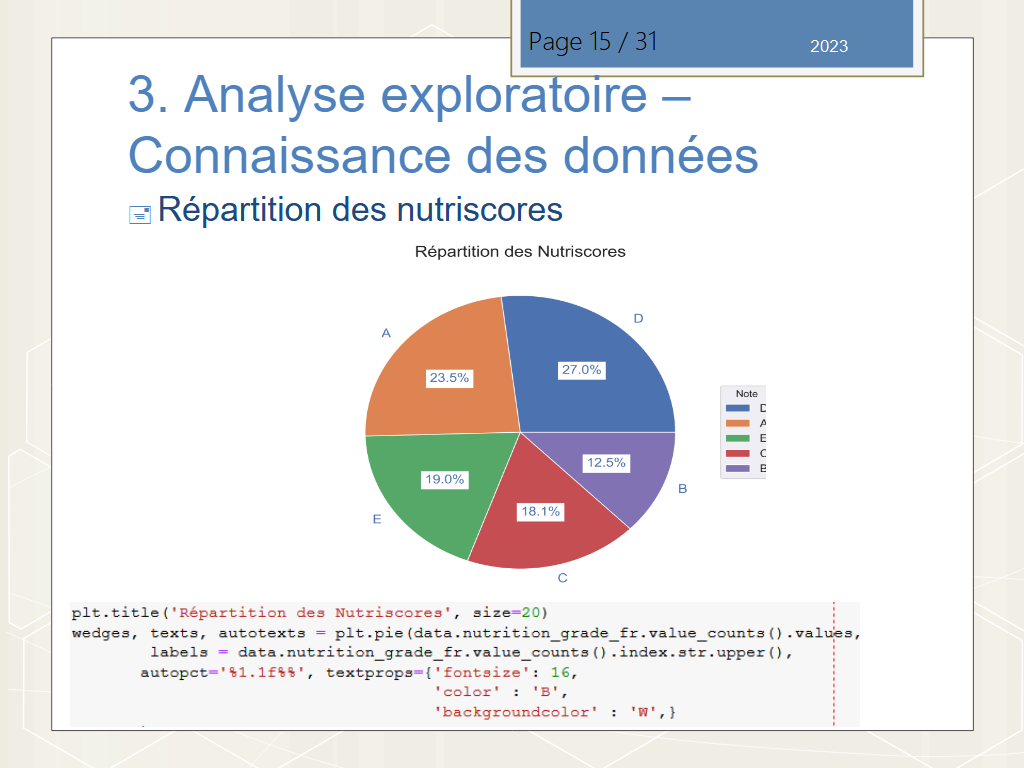 Page 15 / 31
2023
3. Analyse exploratoire –
Connaissance des données
Répartition des nutriscores
Répartition des Nutriscores
D
A
27.0%
23.5%
12.5%
19.0%
18.1%
B
E
C
Note
D
A
E
C
B
plt.title('Répartition des Nutriscores', size=20)
wedges, texts, autotexts = plt.pie(data.nutrition_grade_fr.value_counts().values,
labels = data.nutrition_grade_fr.value_counts().index.str.upper(),
autopct='%1.1f%%', textprops={'fontsize': 16,
'color' : 'B',
'backgroundcolor' : 'W',}